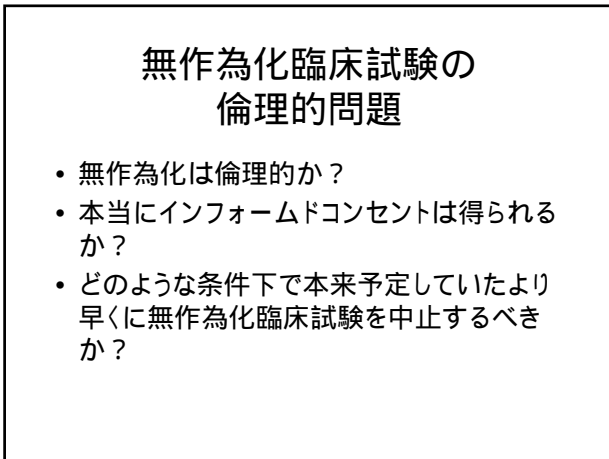 無作為化臨床試験の
倫理的問題
• 無作為化は倫理的か？
• 本当にインフォームドコンセントは得られる
か？
• どのような条件下で本来予定していたより
早くに無作為化臨床試験を中止するべき
か？